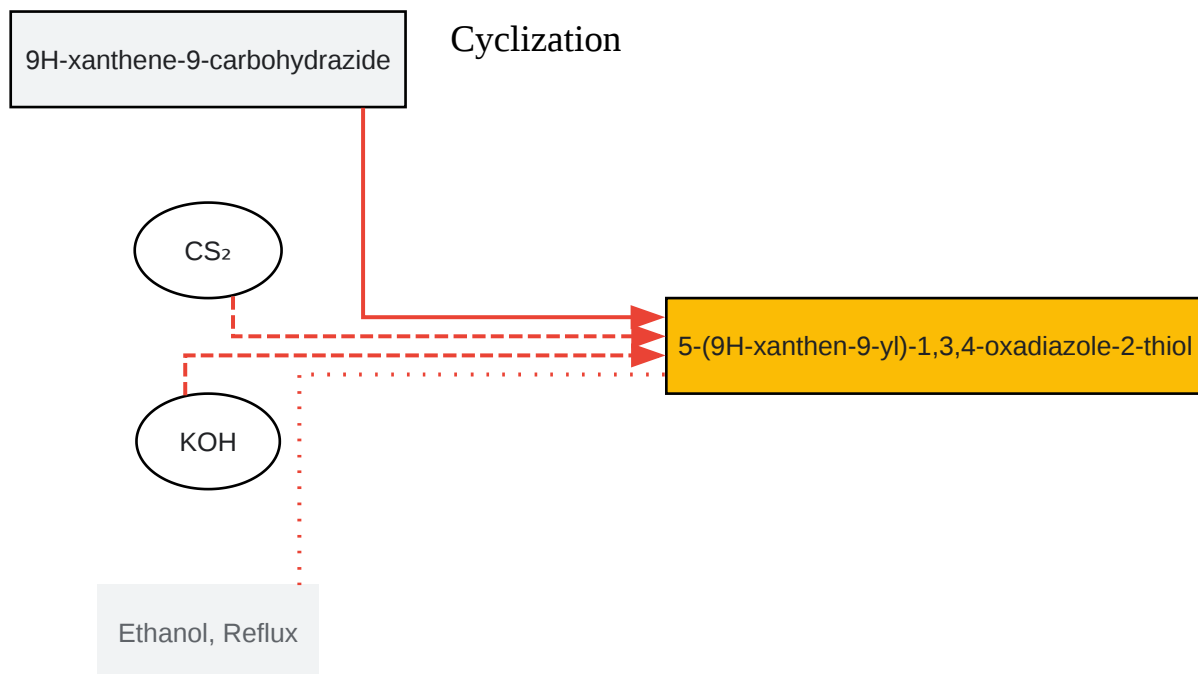 9H-xanthene-9-carbohydrazide
Cyclization
CS₂
5-(9H-xanthen-9-yl)-1,3,4-oxadiazole-2-thiol
KOH
Ethanol, Reflux